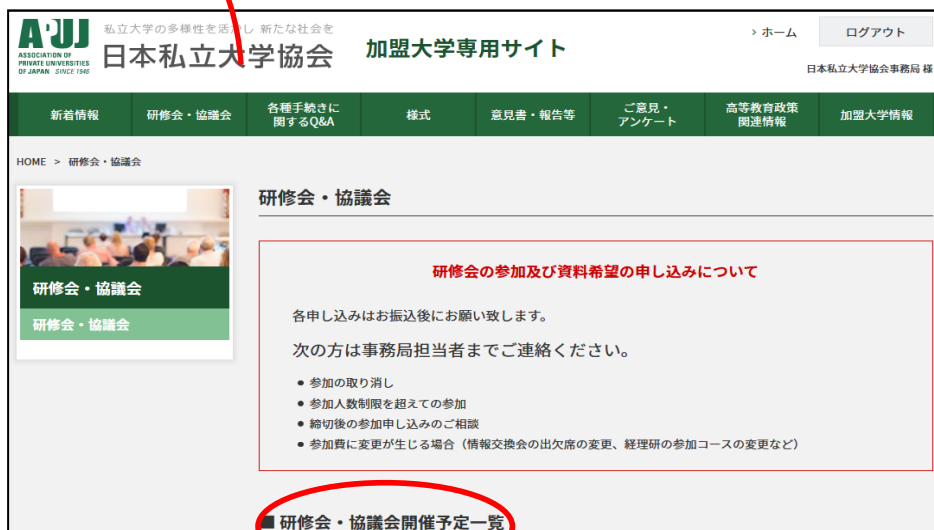 APUJ
ASSOCIATION OF
PRIVATE UNIVERSITIES
OF JAPAN SINCE 1946
私立大学の多様性を活かし 新たな社会を
日本私立大学協会
加盟大学専用サイト
› ホーム
ログアウト
日本私立大学協会事務局 様
新着情報
研修会・協議会
各種手続きに
関するQ&A
様式
意見書・報告等
ご意見・
アンケート
高等教育政策
関連情報
加盟大学情報
HOME > 研修会・協議会
研修会・協議会
研修会・協議会
研修会・協議会
研修会の参加及び資料希望の申し込みについて
各申し込みはお振込後にお願い致します。
次の方は事務局担当者までご連絡ください。
● 参加の取り消し
● 参加人数制限を超えての参加
● 締切後の参加申し込みのご相談
● 参加費に変更が生じる場合（情報交換会の出欠席の変更、経理研の参加コースの変更など）
■ 研修会・協議会開催予定一覧